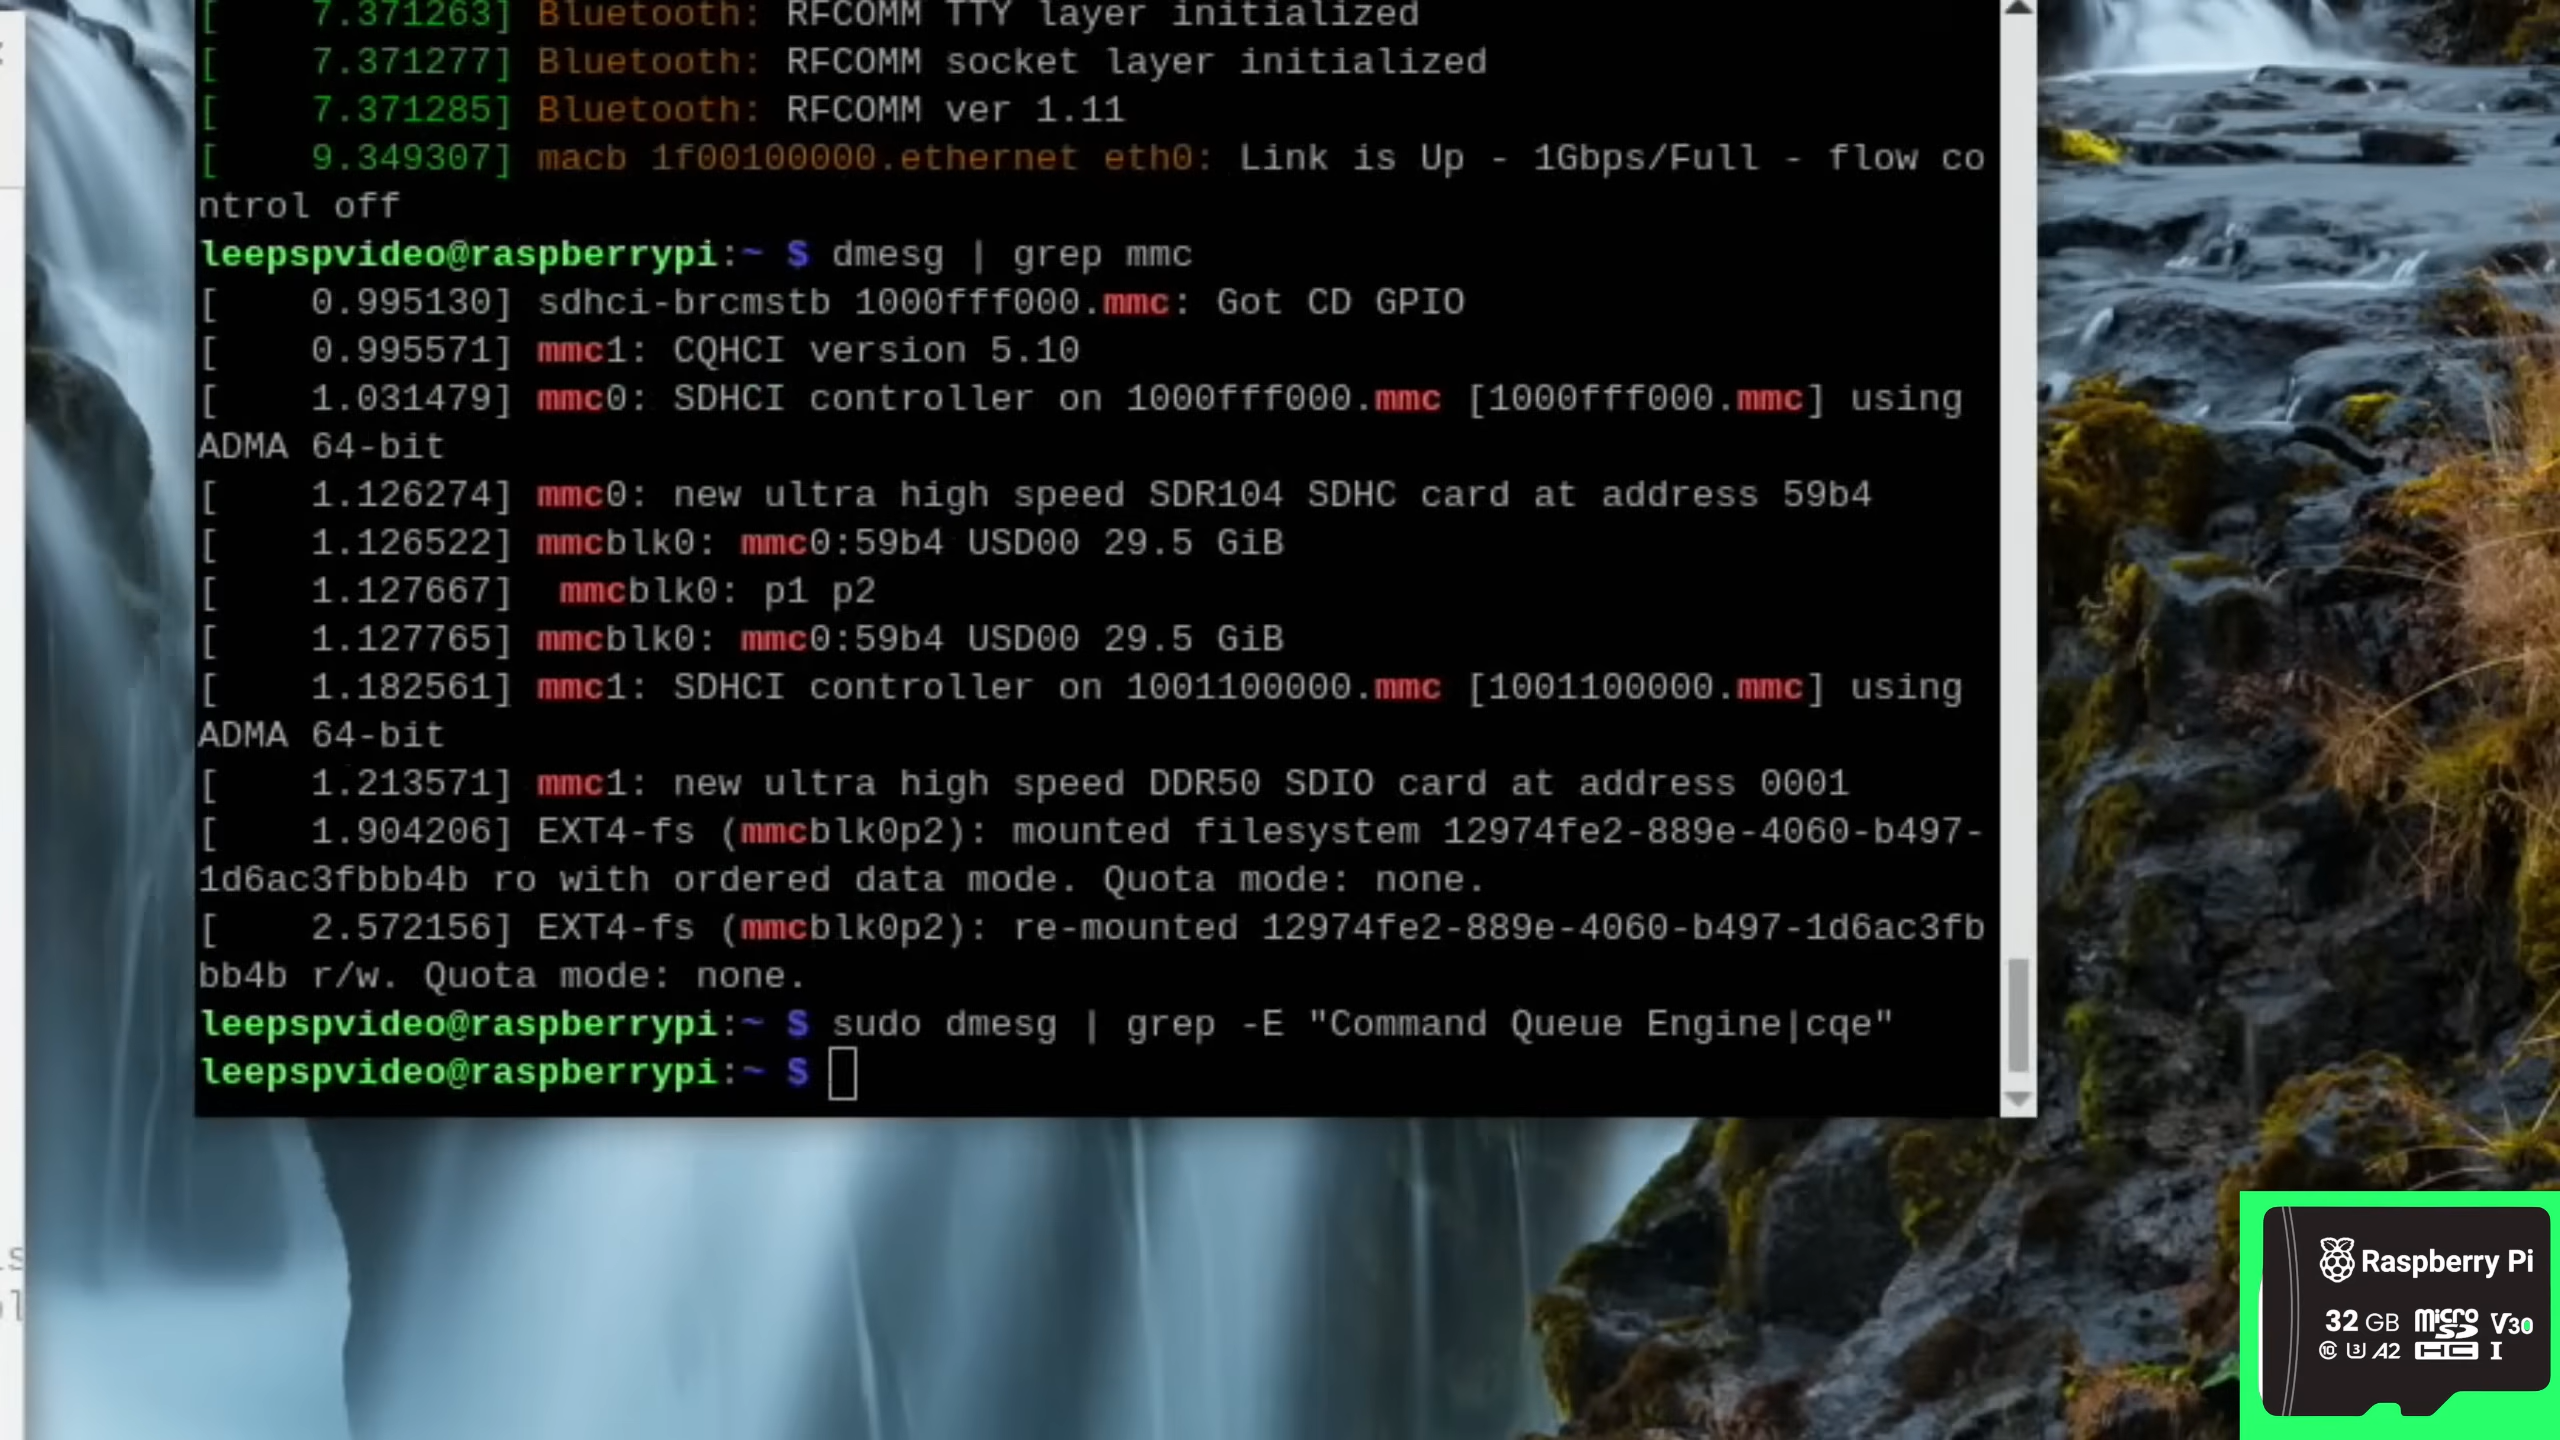 [    7.371263] Bluetooth: RFCOMM TTY layer initialized
[    7.371277] Bluetooth: RFCOMM socket layer initialized
[    7.371285] Bluetooth: RFCOMM ver 1.11
[    9.349307] macb 1f00100000.ethernet eth0: Link is Up - 1Gbps/Full - flow co
ntrol off
leepspvideo@raspberrypi:~ $ dmesg | grep mmc
[    0.995130] sdhci-brcmstb 1000fff000.mmc: Got CD GPIO
[    0.995571] mmc1: CQHCI version 5.10
[    1.031479] mmc0: SDHCI controller on 1000fff000.mmc [1000fff000.mmc] using
ADMA 64-bit
[    1.126274] mmc0: new ultra high speed SDR104 SDHC card at address 59b4
[    1.126522] mmcblk0: mmc0:59b4 USD00 29.5 GiB
[    1.127667]  mmcblk0: p1 p2
[    1.127765] mmcblk0: mmc0:59b4 USD00 29.5 GiB
[    1.182561] mmc1: SDHCI controller on 1001100000.mmc [1001100000.mmc] using
ADMA 64-bit
[    1.213571] mmc1: new ultra high speed DDR50 SDIO card at address 0001
[    1.904206] EXT4-fs (mmcblk0p2): mounted filesystem 12974fe2-889e-4060-b497-
1d6ac3fbbb4b ro with ordered data mode. Quota mode: none.
[    2.572156] EXT4-fs (mmcblk0p2): re-mounted 12974fe2-889e-4060-b497-1d6ac3fb
bb4b r/w. Quota mode: none.
leepspvideo@raspberrypi:~ $ sudo dmesg | grep -E "Command Queue Engine|cqe"
leepspvideo@raspberrypi:~ $
Raspberry Pi
32 GB micro SD HC I V30
10 U3 A2